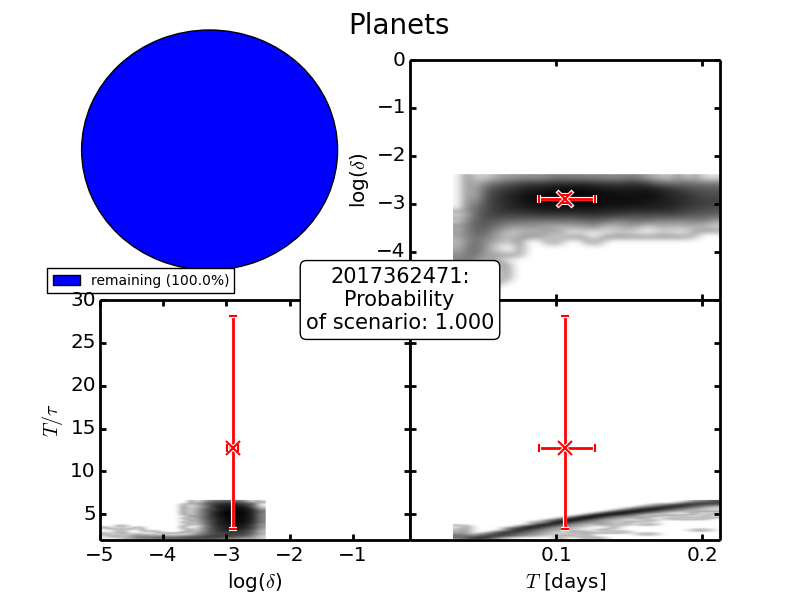 Planets
0
−1
−2
−3
−4
log(δ)
remaining (100.0%)
2017362471:
Probability
of scenario: 1.000
30
25
20
15
10
5
T/τ
−5 −4 −3 −2 −1
log(δ)
0.1 0.2
T [days]